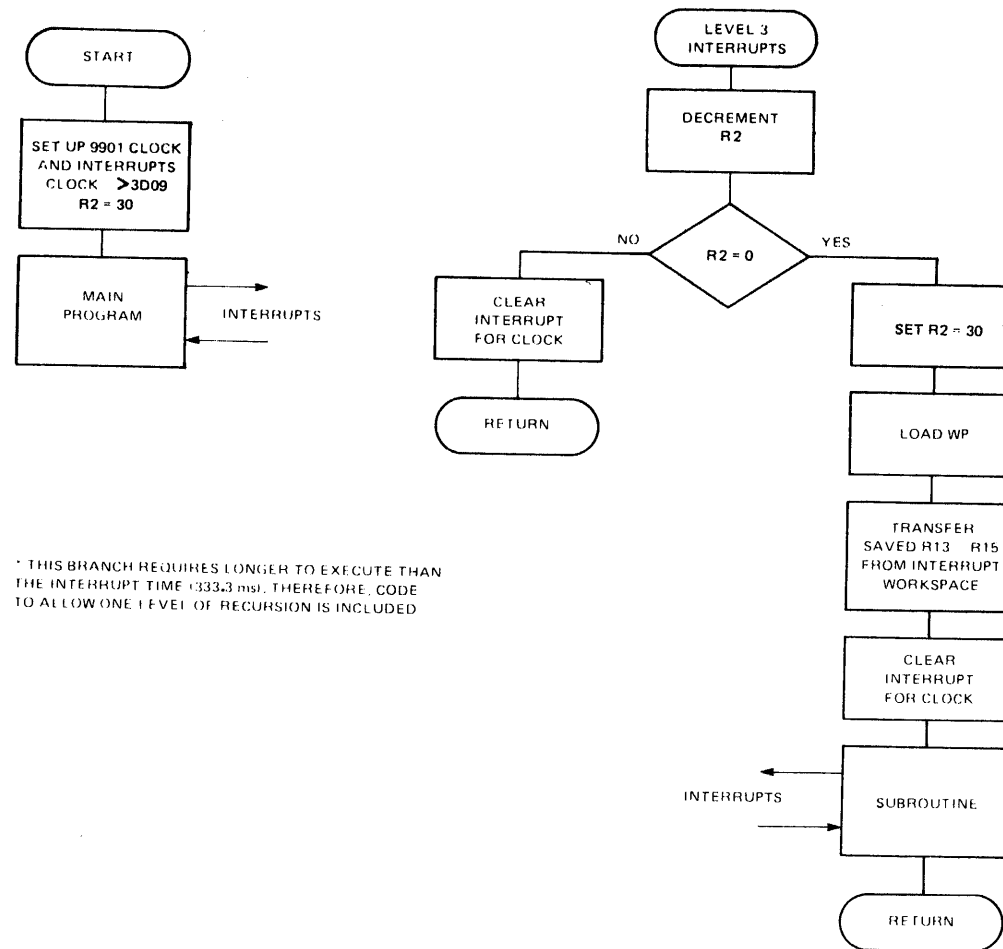 START
SET UP 9901 CLOCK
AND INTERRUPTS
CLOCK >3D09
R2 = 30
MAIN
PROGRAM
INTERRUPTS
LEVEL 3
INTERRUPTS
DECREMENT
R2
R2 = 0
NO
YES
CLEAR
INTERRUPT
FOR CLOCK
RETURN
SET R2 = 30
LOAD WP
TRANSFER
SAVED R13 R15
FROM INTERRUPT
WORKSPACE
CLEAR
INTERRUPT
FOR CLOCK
SUBROUTINE
INTERRUPTS
RETURN
* THIS BRANCH REQUIRES LONGER TO EXECUTE THAN
THE INTERRUPT TIME (333.3 ms). THEREFORE, CODE
TO ALLOW ONE LEVEL OF RECURSION IS INCLUDED